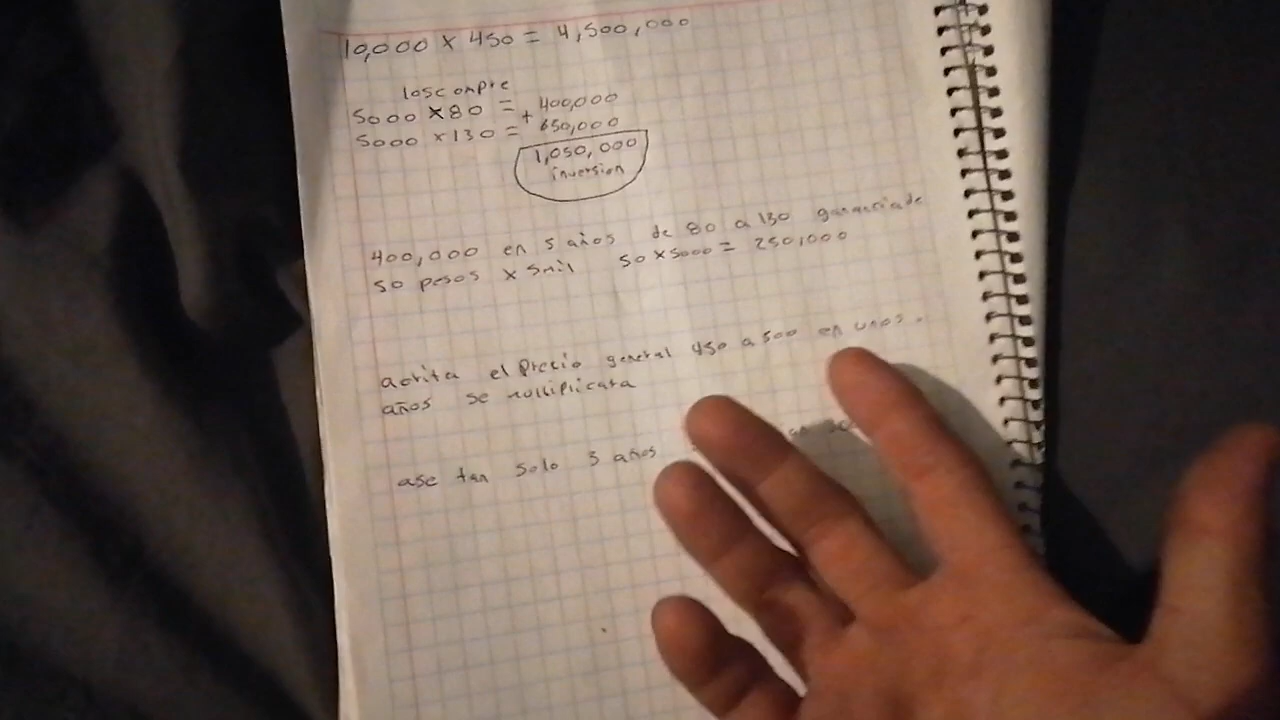 10,000 x 450 = 4,500,000
los compre
5000 x 80 = + 400,000
5000 x 130 = 650,000
1,050,000
inversion
400,000 en 5 años de 80 a 130 ganancia de
50 pesos x 5mil 50 x 5000 = 250,000
aorita el Precio general 450 a 500 en unos.
años se multiplicara
ase tan solo 3 años